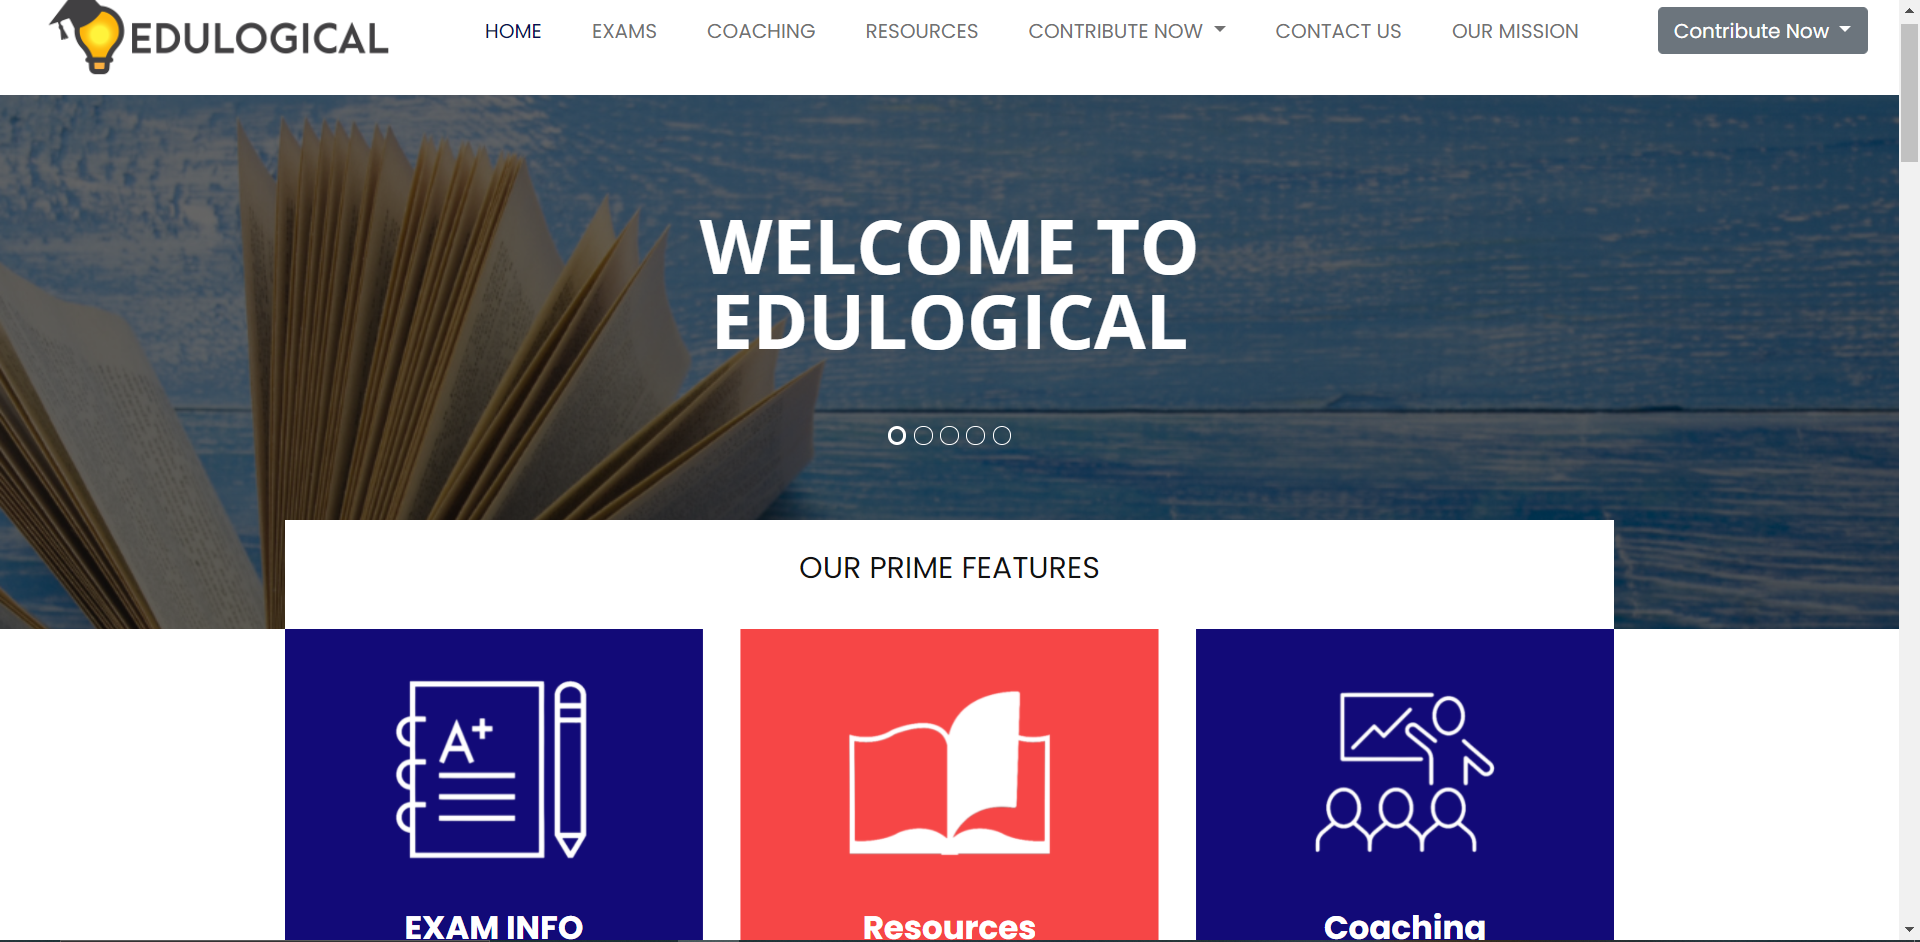 EDULOGICAL
HOME EXAMS COACHING RESOURCES CONTRIBUTE NOW CONTACT US OUR MISSION Contribute Now
WELCOME TO
EDULOGICAL
OUR PRIME FEATURES
A+
EXAM INFO
Resources
Coaching